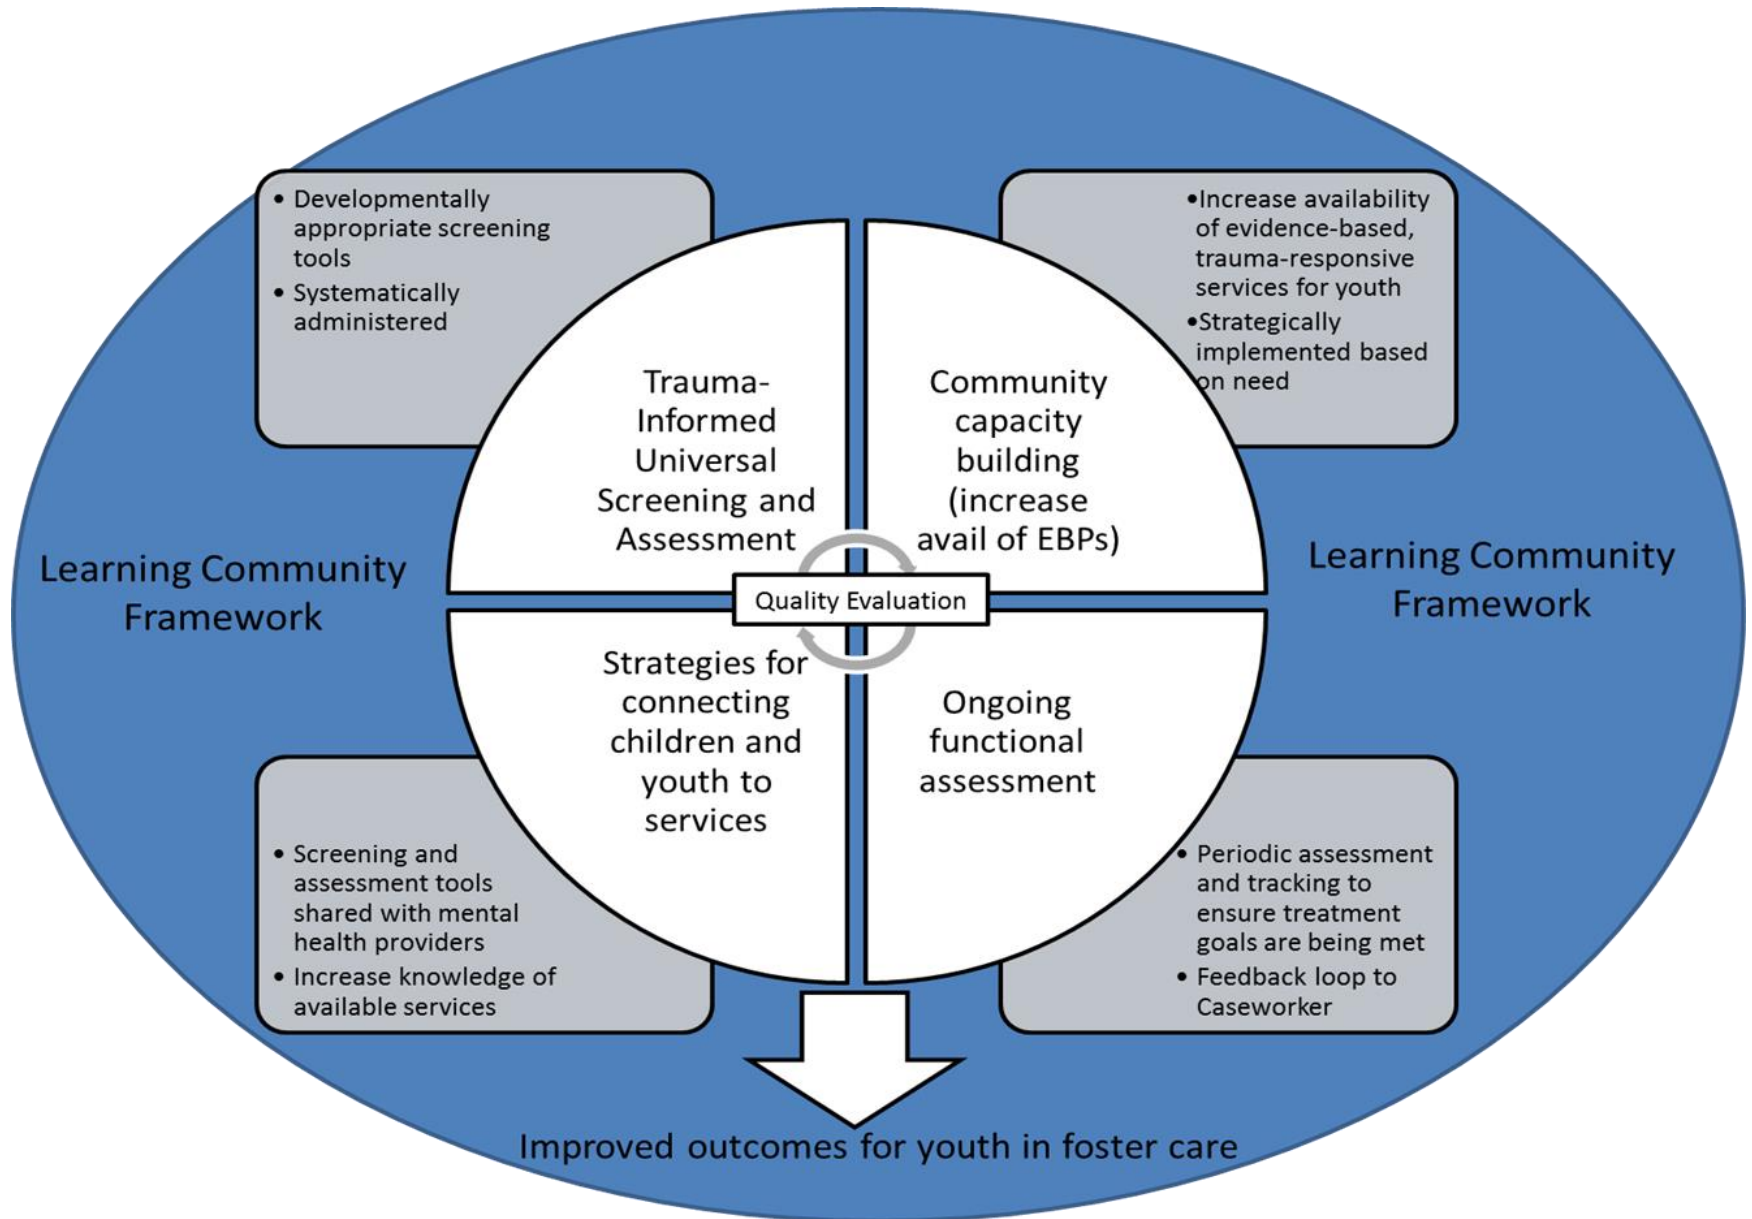 • Developmentally
appropriate screening
tools
• Systematically
administered
•Increase availability
of evidence-based,
trauma-responsive
services for youth
•Strategically
implemented based
on need
Trauma-
Informed
Universal
Screening and
Assessment
Community
capacity
building
(increase
avail of EBPs)
Learning Community
Framework
Quality Evaluation
Learning Community
Framework
Strategies for
connecting
children and
youth to
services
Ongoing
functional
assessment
• Screening and
assessment tools
shared with mental
health providers
• Increase knowledge of
available services
• Periodic assessment
and tracking to
ensure treatment
goals are being met
• Feedback loop to
Caseworker
Improved outcomes for youth in foster care